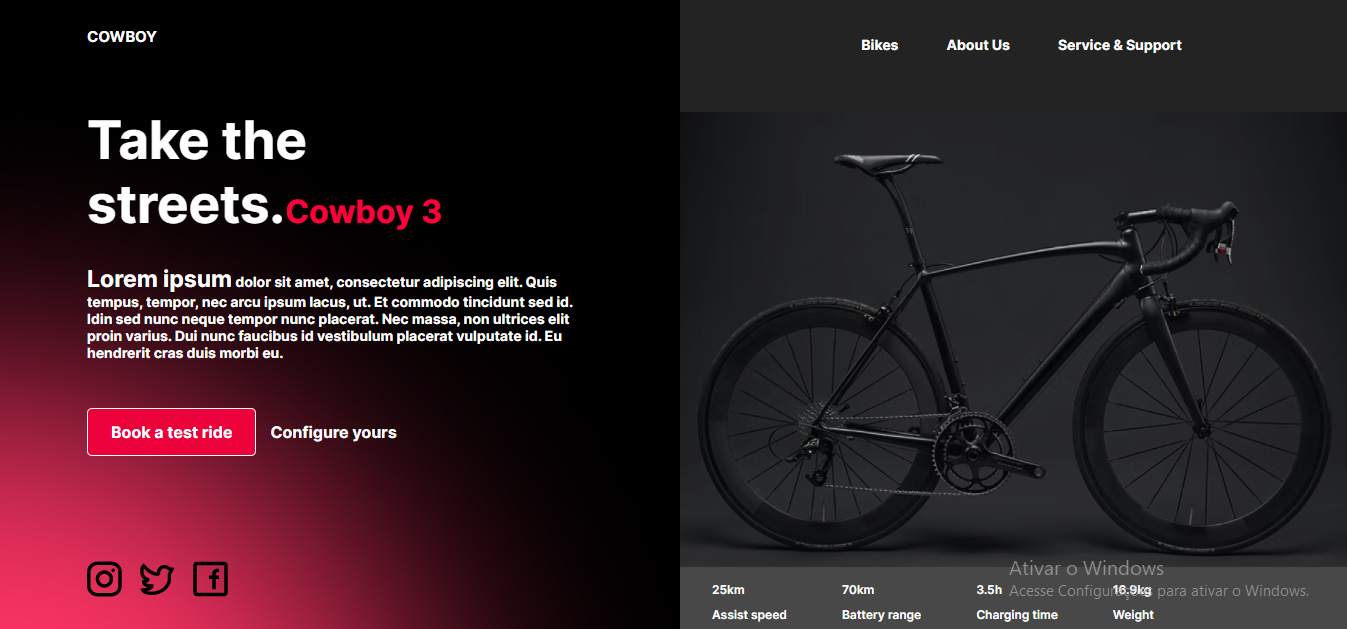 COWBOY
Bikes About Us Service & Support
Take the
streets.Cowboy 3
Lorem ipsum dolor sit amet, consectetur adipiscing elit. Quis
tempus, tempor, nec arcu ipsum lacus, ut. Et commodo tincidunt sed id.
Idin sed nunc neque tempor nunc placerat. Nec massa, non ultrices elit
proin varius. Dui nunc faucibus id vestibulum placerat vulputate id. Eu
hendrerit cras duis morbi eu.
Book a test ride Configure yours
25km 70km 3.5h 16.9kg
Assist speed Battery range Charging time Weight
Ativar o Windows
Acesse Configurações para ativar o Windows.